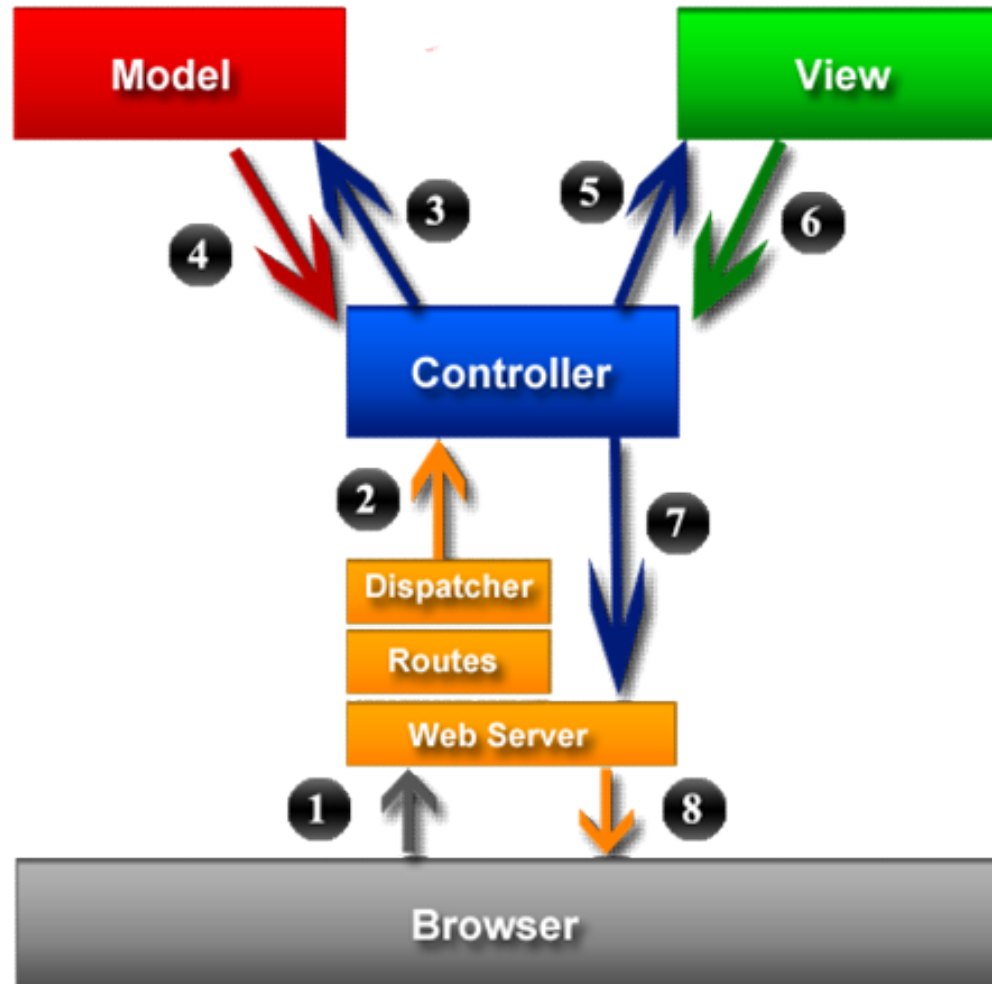 Model
View
3
5
4
6
Controller
2
7
Dispatcher
Routes
Web Server
1
8
Browser